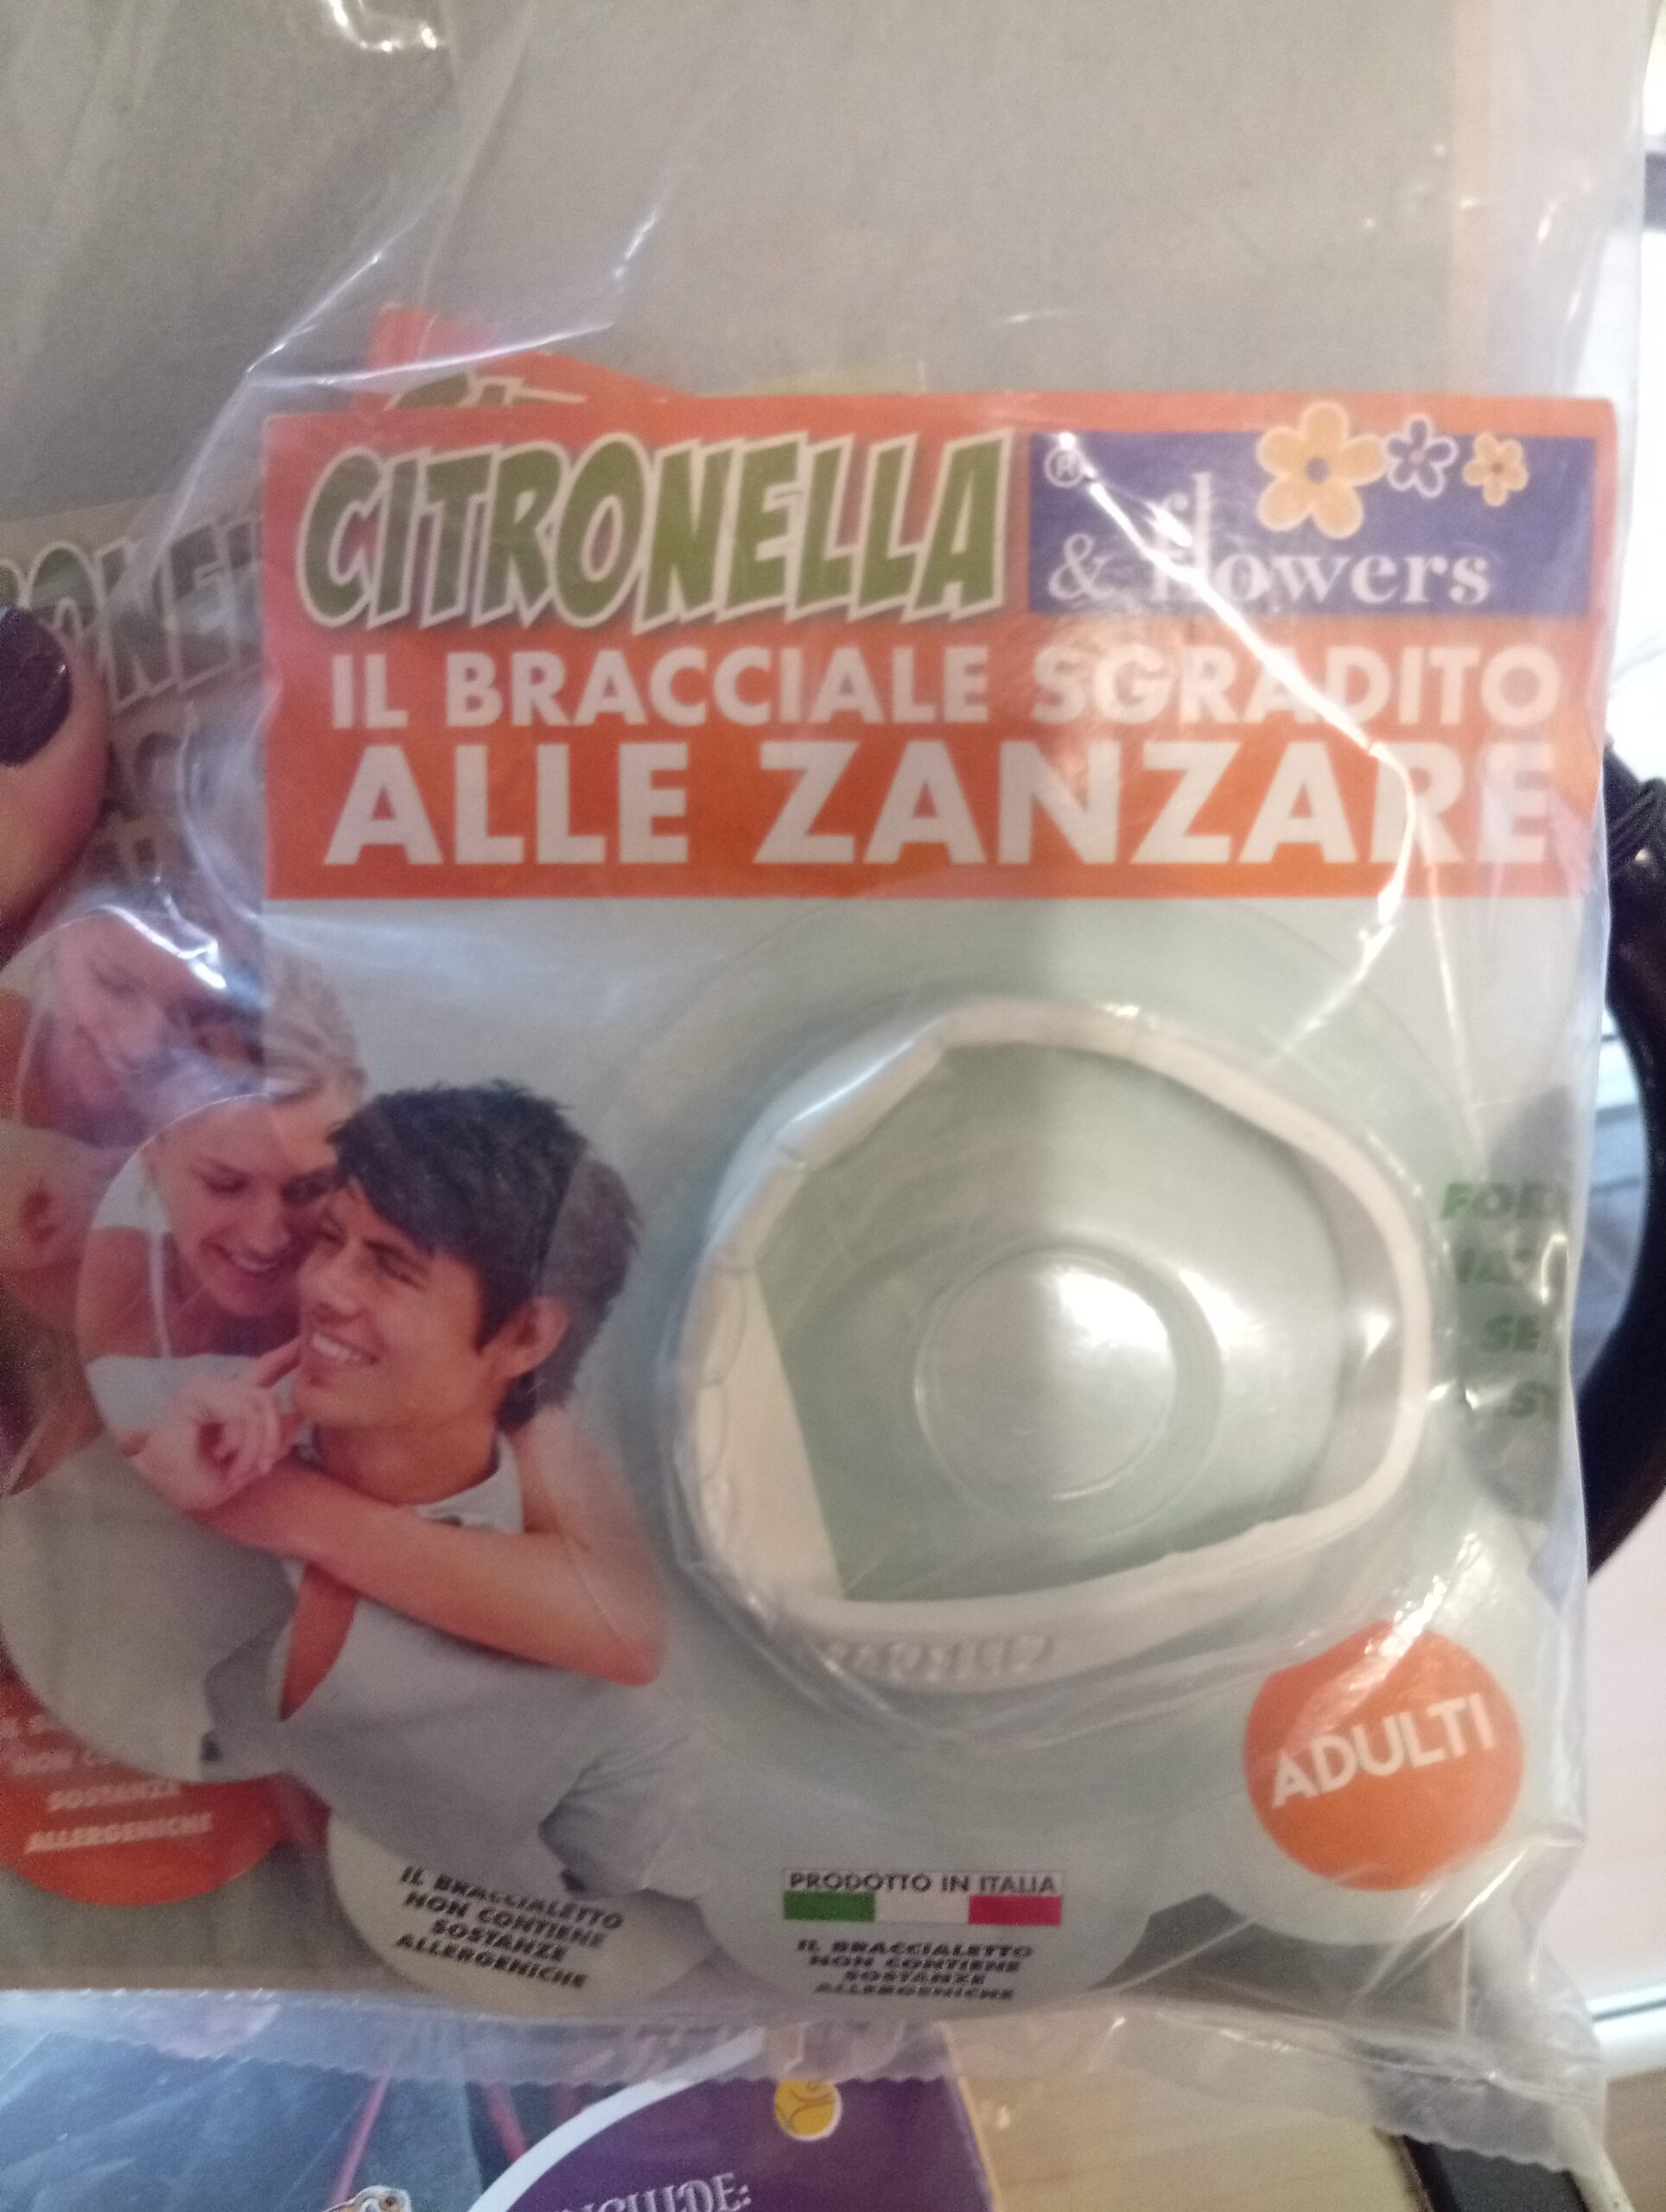 CITRONELLA
®
& flowers
IL BRACCIALE SGRADITO
ALLE ZANZARE
ADULTI
NON
SOSTANZE
ALLERGENICHE
IL BRACCIALETTO
NON CONTIENE
SOSTANZE
ALLERGENICHE
PRODOTTO IN ITALIA
IL BRACCIALETTO
NON CONTIENE
SOSTANZE
ALLERGENICHE